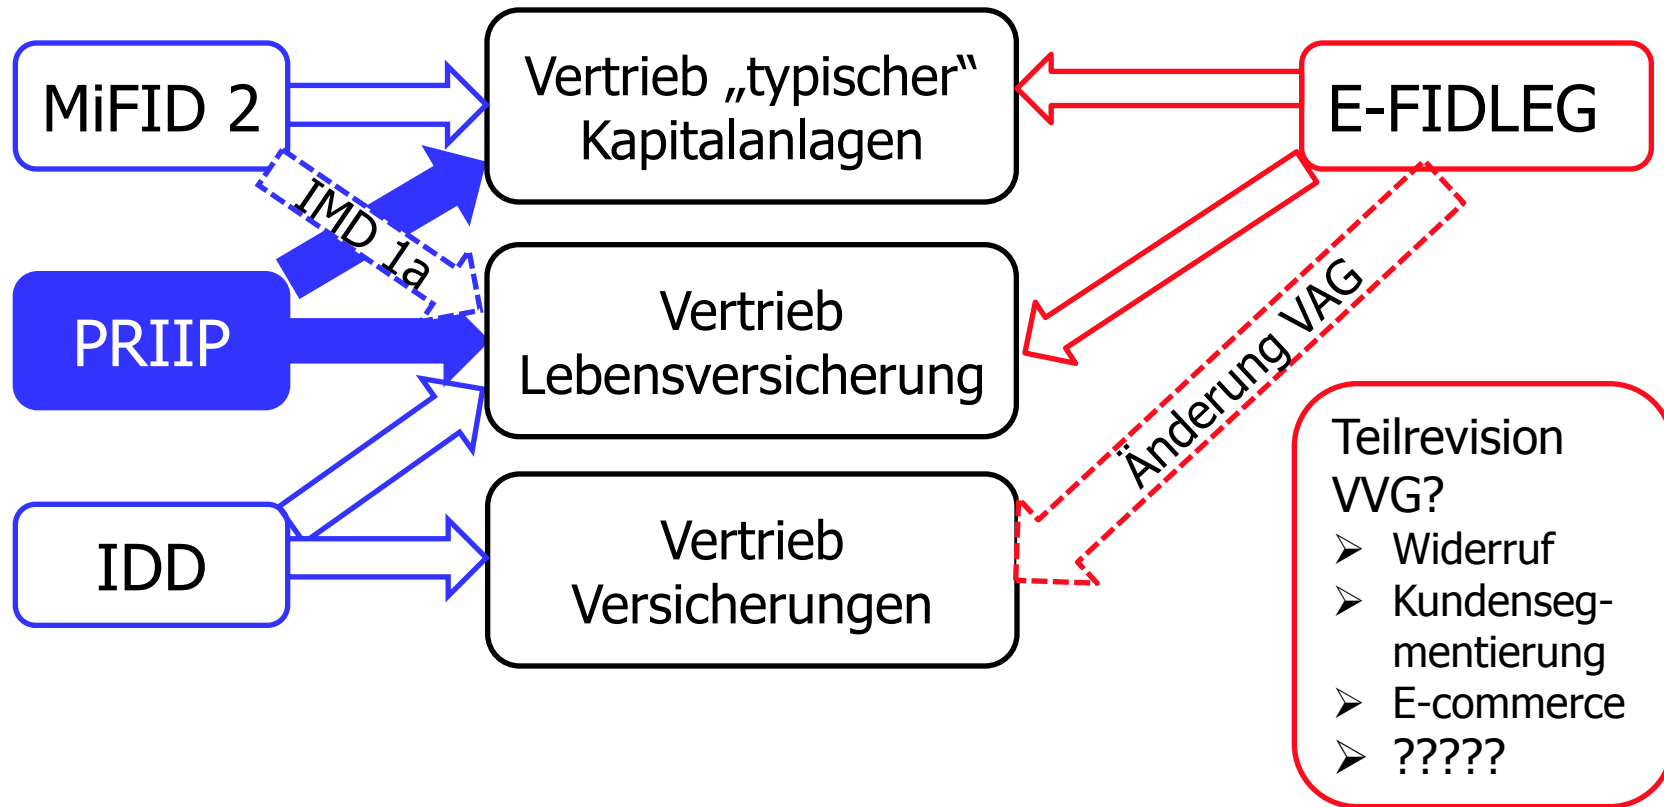 MiFID 2
Vertrieb „typischer“
Kapitalanlagen
E-FIDLEG
IMD 1a
PRIIP
Vertrieb
Lebensversicherung
Änderung VAG
IDD
Vertrieb
Versicherungen
Teilrevision
VVG?
➢ Widerruf
➢ Kundenseg-
mentierung
➢ E-commerce
➢ ?????